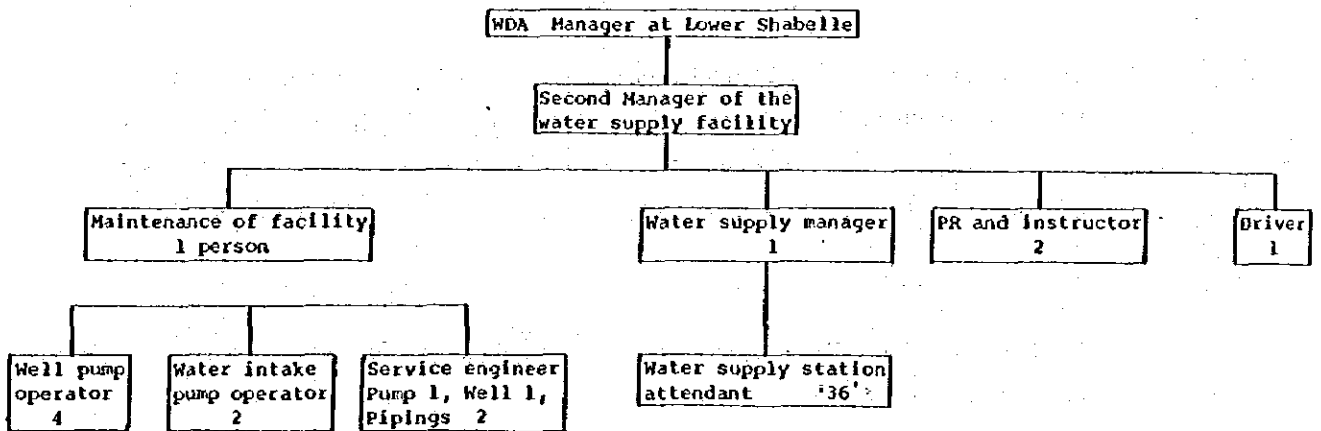 WDA Manager at Lower Shabelle
Second Manager of the
water supply facility
Maintenance of facility
1 person
Water supply manager
1
PR and instructor
2
Driver
1
Well pump
operator
4
Water intake
pump operator
2
Service engineer
Pump 1, Well 1,
Pipings 2
Water supply station
attendant 36